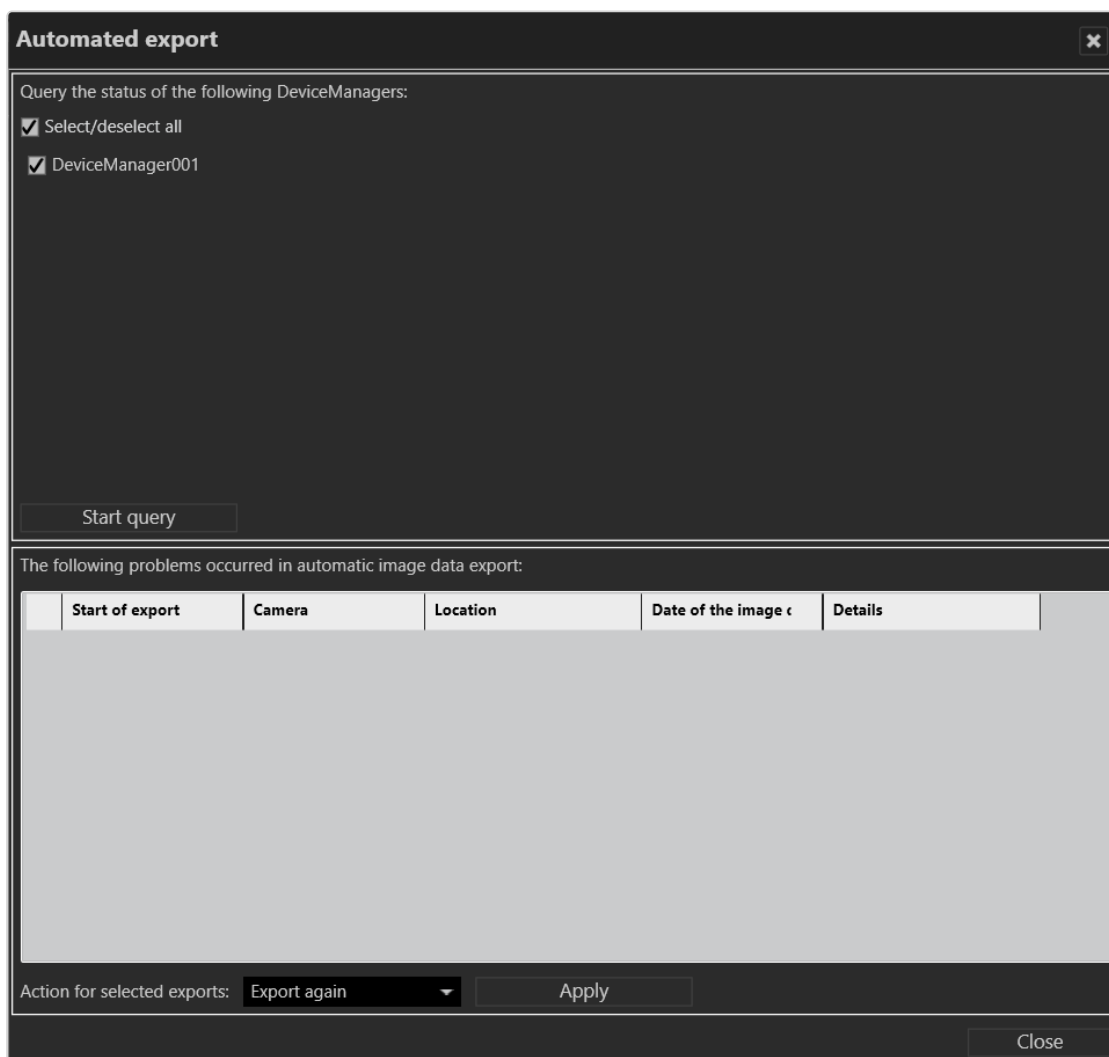 Automated export
Query the status of the following DeviceManagers:
Select/deselect all
DeviceManager001
Start query
The following problems occurred in automatic image data export:
Start of export Camera Location Date of the image Details
Action for selected exports: Export again Apply
Close